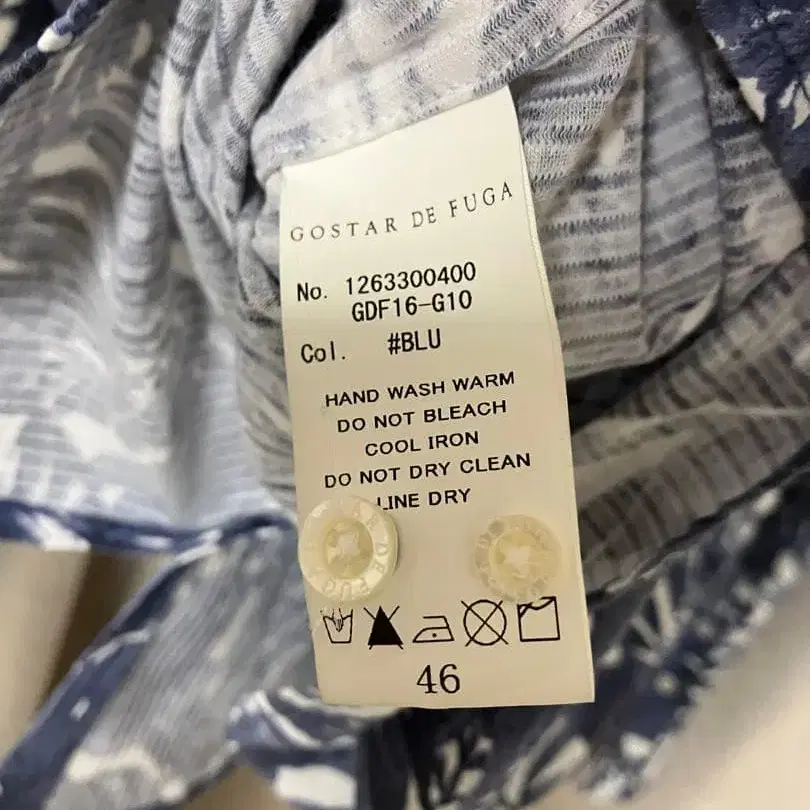 GOSTAR DE FUGA
No. 1263300400
GDF16-G10
Col. #BLU
HAND WASH WARM
DO NOT BLEACH
COOL IRON
DO NOT DRY CLEAN
LINE DRY
46